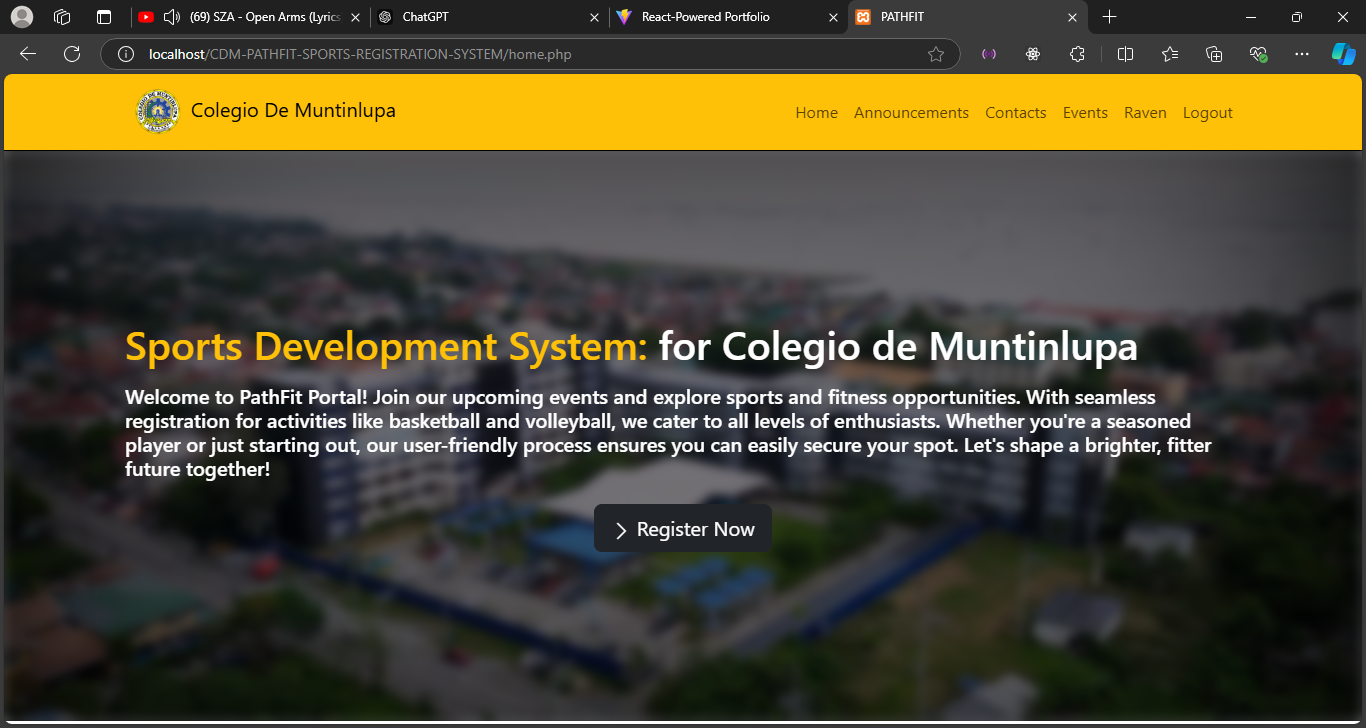 (69) SZA - Open Arms (Lyrics
ChatGPT
React-Powered Portfolio
PATHFIT
localhost/CDM-PATHFIT-SPORTS-REGISTRATION-SYSTEM/home.php
Colegio De Muntinlupa
Home Announcements Contacts Events Raven Logout
Sports Development System: for Colegio de Muntinlupa
Welcome to PathFit Portal! Join our upcoming events and explore sports and fitness opportunities. With seamless
registration for activities like basketball and volleyball, we cater to all levels of enthusiasts. Whether you're a seasoned
player or just starting out, our user-friendly process ensures you can easily secure your spot. Let's shape a brighter, fitter
future together!
Register Now